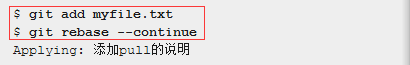 $ git add myfile.txt
$ git rebase --continue
Applying: 添加pull的说明